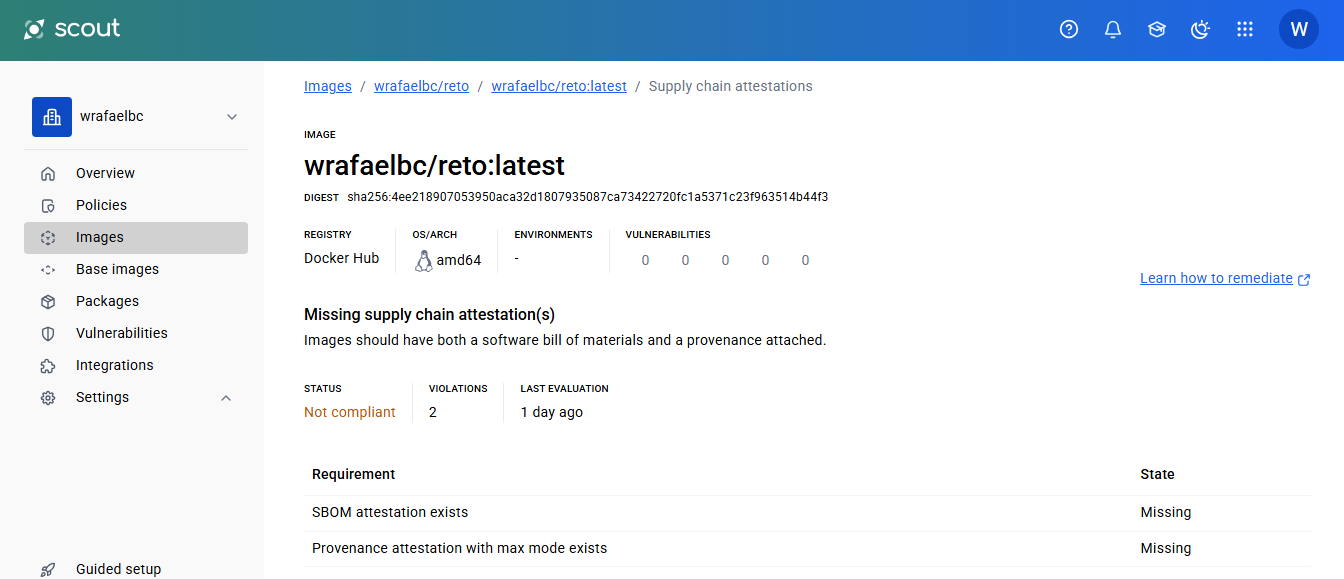 scout
W
wrafaelbc
Overview
Policies
Images
Base images
Packages
Vulnerabilities
Integrations
Settings
Guided setup
Images / wrafaelbc/reto / wrafaelbc/reto:latest / Supply chain attestations
IMAGE
wrafaelbc/reto:latest
DIGEST sha256:4ee218907053950aca32d1807935087ca73422720fc1a5371c23f963514b44f3
REGISTRY OS/ARCH ENVIRONMENTS VULNERABILITIES
Docker Hub amd64 - 0 0 0 0 0
Learn how to remediate
Missing supply chain attestation(s)
Images should have both a software bill of materials and a provenance attached.
STATUS VIOLATIONS LAST EVALUATION
Not compliant 2 1 day ago
Requirement State
SBOM attestation exists Missing
Provenance attestation with max mode exists Missing